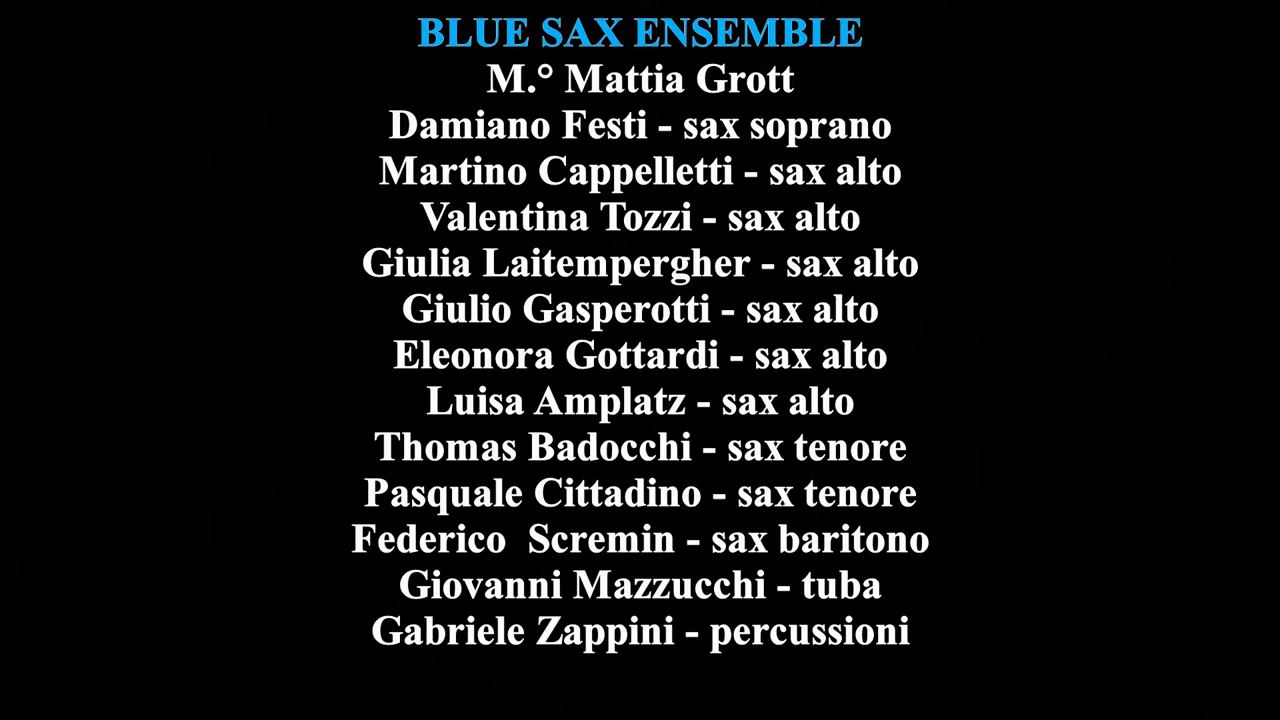 BLUE SAX ENSEMBLE
M.° Mattia Grott
Damiano Festi - sax soprano
Martino Cappelletti - sax alto
Valentina Tozzi - sax alto
Giulia Laitempergher - sax alto
Giulio Gasperotti - sax alto
Eleonora Gottardi - sax alto
Luisa Amplatz - sax alto
Thomas Badocchi - sax tenore
Pasquale Cittadino - sax tenore
Federico  Scremin - sax baritono
Giovanni Mazzucchi - tuba
Gabriele Zappini - percussioni